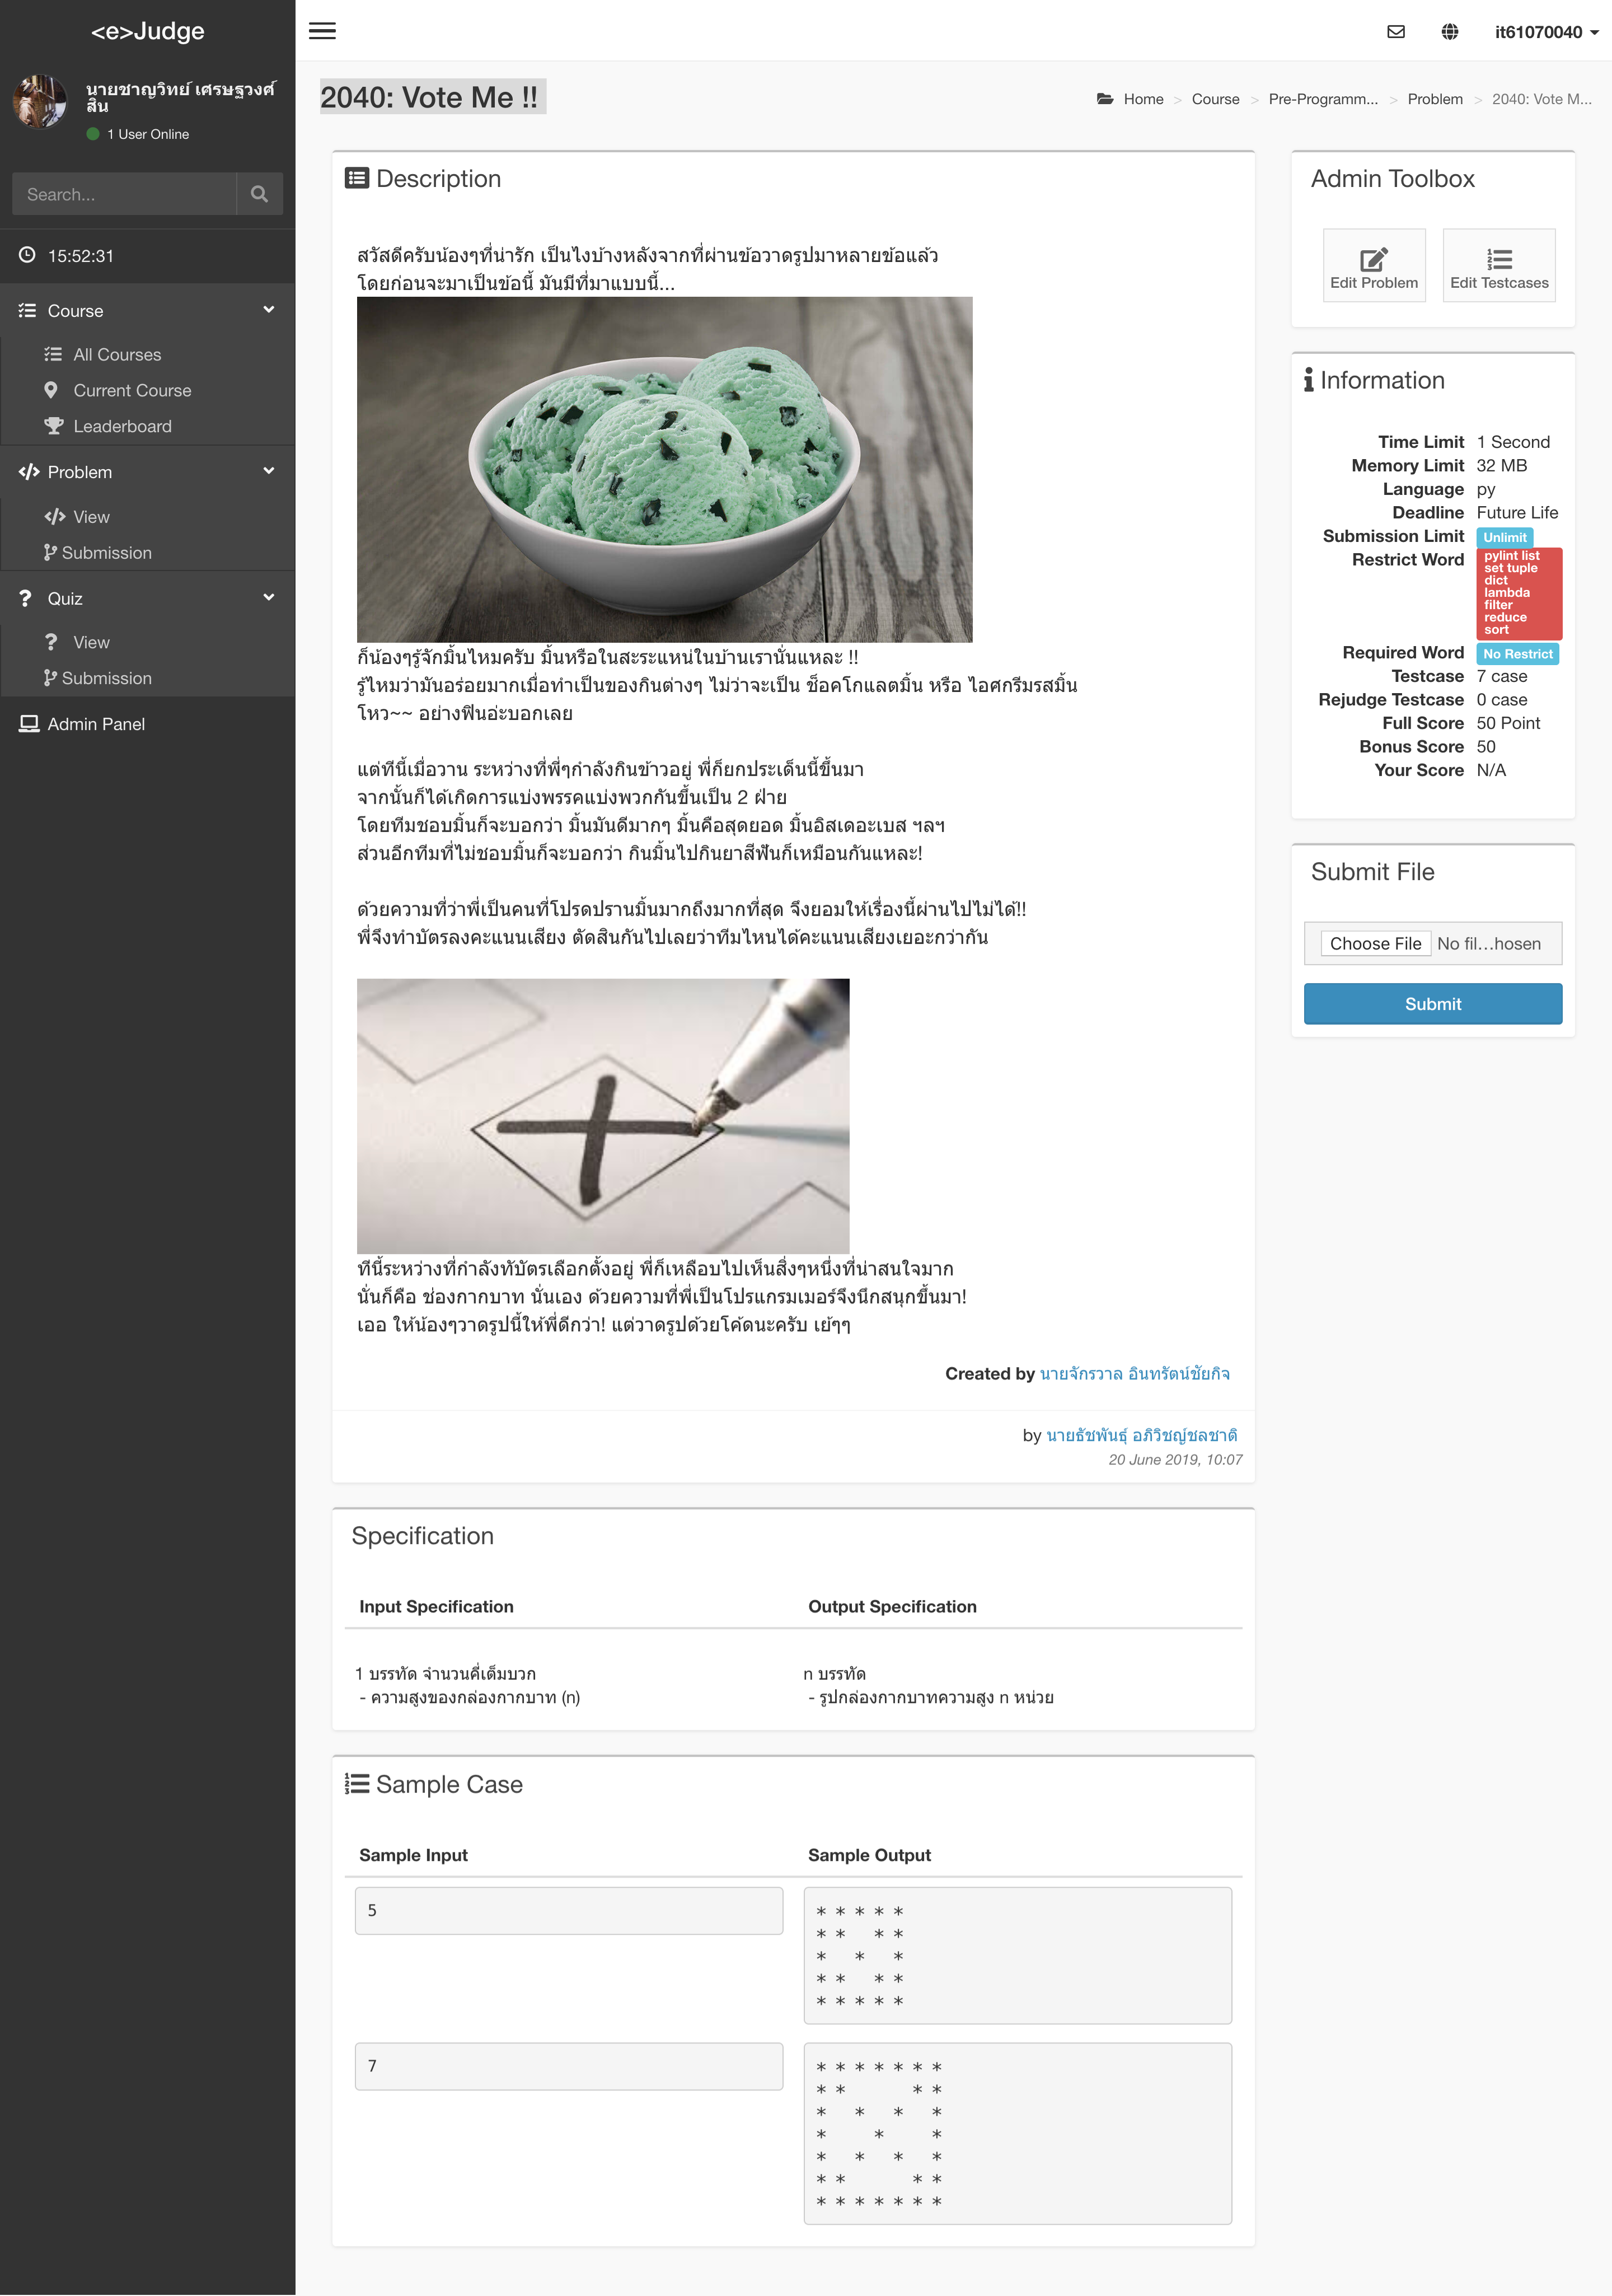 <e>Judge
it61070040
นายชาญวิทย์ เศรษฐวงศ์
สิน
1 User Online
Search...
15:52:31
Course
All Courses
Current Course
Leaderboard
Problem
View
Submission
Quiz
View
Submission
Admin Panel
2040: Vote Me !!
Home > Course > Pre-Programm... > Problem > 2040: Vote M...
Description
สวัสดีครับน้องๆที่น่ารัก เป็นไงบ้างหลังจากที่ผ่านข้อวาดรูปมาหลายข้อแล้ว
โดยก่อนจะมาเป็นข้อนี้ มันมีที่มาแบบนี้...
ก็น้องๆรู้จักมิ้นไหมครับ มิ้นหรือในสะระแหน่ในบ้านเรานั่นแหละ !!
รู้ไหมว่ามันอร่อยมากเมื่อทำเป็นของกินต่างๆ ไม่ว่าจะเป็น ช็อคโกแลตมิ้น หรือ ไอศกรีมรสมิ้น
โหว~~ อย่างฟินอ่ะบอกเลย
แต่ทีนี้เมื่อวาน ระหว่างที่พี่ๆกำลังกินข้าวอยู่ พี่ก็ยกประเด็นนี้ขึ้นมา
จากนั้นก็ได้เกิดการแบ่งพรรคแบ่งพวกกันขึ้นเป็น 2 ฝ่าย
โดยทีมชอบมิ้นก็จะบอกว่า มิ้นมันดีมากๆ มิ้นคือสุดยอด มิ้นอิสเดอะเบส ฯลฯ
ส่วนอีกทีมที่ไม่ชอบมิ้นก็จะบอกว่า กินมิ้นไปกินยาสีฟันก็เหมือนกันแหละ!
ด้วยความที่ว่าพี่เป็นคนที่โปรดปรานมิ้นมากถึงมากที่สุด จึงยอมให้เรื่องนี้ผ่านไปไม่ได้!!
พี่จึงทำบัตรลงคะแนนเสียง ตัดสินกันไปเลยว่าทีมไหนได้คะแนนเสียงเยอะกว่ากัน
ทีนี้ระหว่างที่กำลังทับัตรเลือกตั้งอยู่ พี่ก็เหลือบไปเห็นสิ่งๆหนึ่งที่น่าสนใจมาก
นั่นก็คือ ช่องกากบาท นั่นเอง ด้วยความที่พี่เป็นโปรแกรมเมอร์จึงนึกสนุกขึ้นมา!
เออ ให้น้องๆวาดรูปนี้ให้พี่ดีกว่า! แต่วาดรูปด้วยโค้ดนะครับ เย้ๆๆ
Created by นายจักรวาล อินทรัตน์ชัยกิจ
by นายธัชพันธุ์ อภิวิชญ์ชลชาติ
20 June 2019, 10:07
Specification
Input Specification
Output Specification
1 บรรทัด จำนวนคี่เต็มบวก
- ความสูงของกล่องกากบาท (n)
n บรรทัด
- รูปกล่องกากบาทความสูง n หน่วย
Sample Case
Sample Input
Sample Output
5
* * * * *
* *   * *
*   *   *
* *   * *
* * * * *
7
* * * * * * *
* *       * *
*   *   *   *
*     *     *
*   *   *   *
* *       * *
* * * * * * *
Admin Toolbox
Edit Problem
Edit Testcases
Information
Time Limit 1 Second
Memory Limit 32 MB
Language py
Deadline Future Life
Submission Limit Unlimit
Restrict Word pylint list
set tuple
dict
lambda
filter
reduce
sort
Required Word No Restrict
Testcase 7 case
Rejudge Testcase 0 case
Full Score 50 Point
Bonus Score 50
Your Score N/A
Submit File
Choose File No fil...hosen
Submit